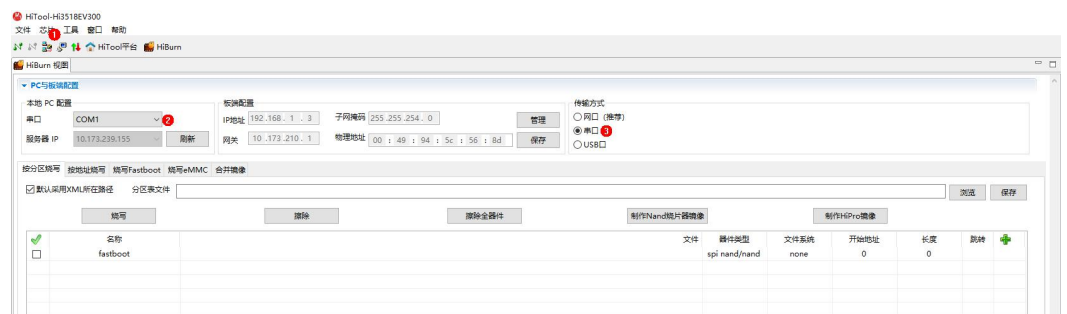 HiTool-Hi3518EV300
文件 芯片 工具 窗口 帮助
1
HiTool平台 HiBurn
HiBurn 视图
PC与板端配置
本地 PC 配置 板端配置 传输方式
串口 COM1 2 IP地址 192 .168 . 1 . 3 子网掩码 255 .255 .254 . 0 管理 网口 (推荐)
串口 3
服务器 IP 10.173.239.155 刷新 网关 10 .173 .210 . 1 物理地址 00 : 49 : 94 : 5c : 56 : 8d 保存 USB口
按分区烧写 按地址烧写 烧写Fastboot 烧写eMMC 合并镜像
默认采用XML所在路径 分区表文件 浏览 保存
烧写 擦除 擦除全器件 制作Nand烧片器镜像 制作HiPro镜像
名称 文件 器件类型 文件系统 开始地址 长度 跳转
fastboot spi nand/nand none 0 0